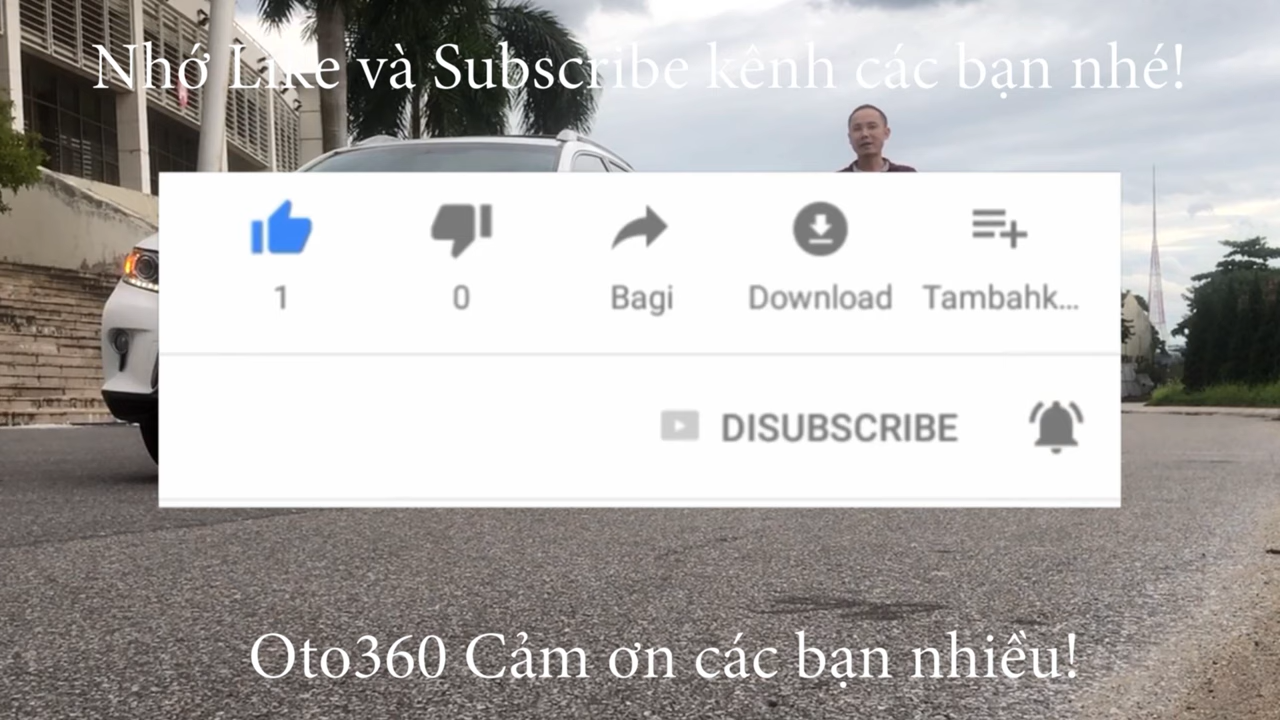 Nhớ Like và Subscribe kênh các bạn nhé!
1
0
Bagi
Download
Tambahk...
DISUBSCRIBE
Oto360 Cảm ơn các bạn nhiều!